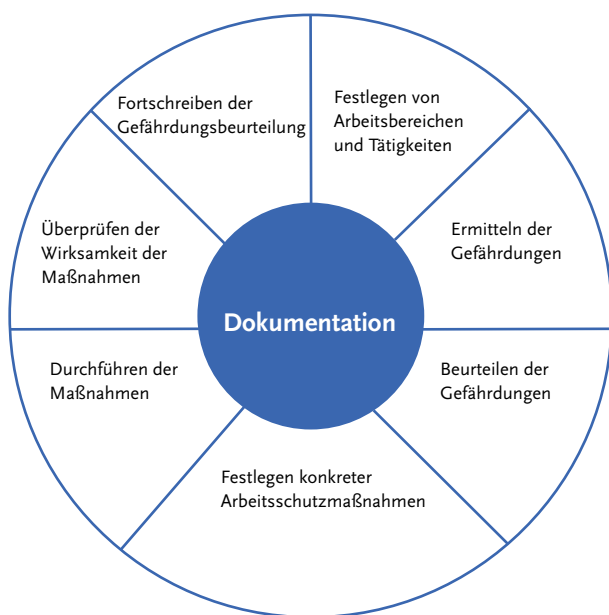 Festlegen von
Arbeitsbereichen
und Tätigkeiten
Ermitteln der
Gefährdungen
Beurteilen der
Gefährdungen
Festlegen konkreter
Arbeitsschutzmaßnahmen
Durchführen der
Maßnahmen
Überprüfen der
Wirksamkeit der
Maßnahmen
Fortschreiben der
Gefährdungsbeurteilung
Dokumentation